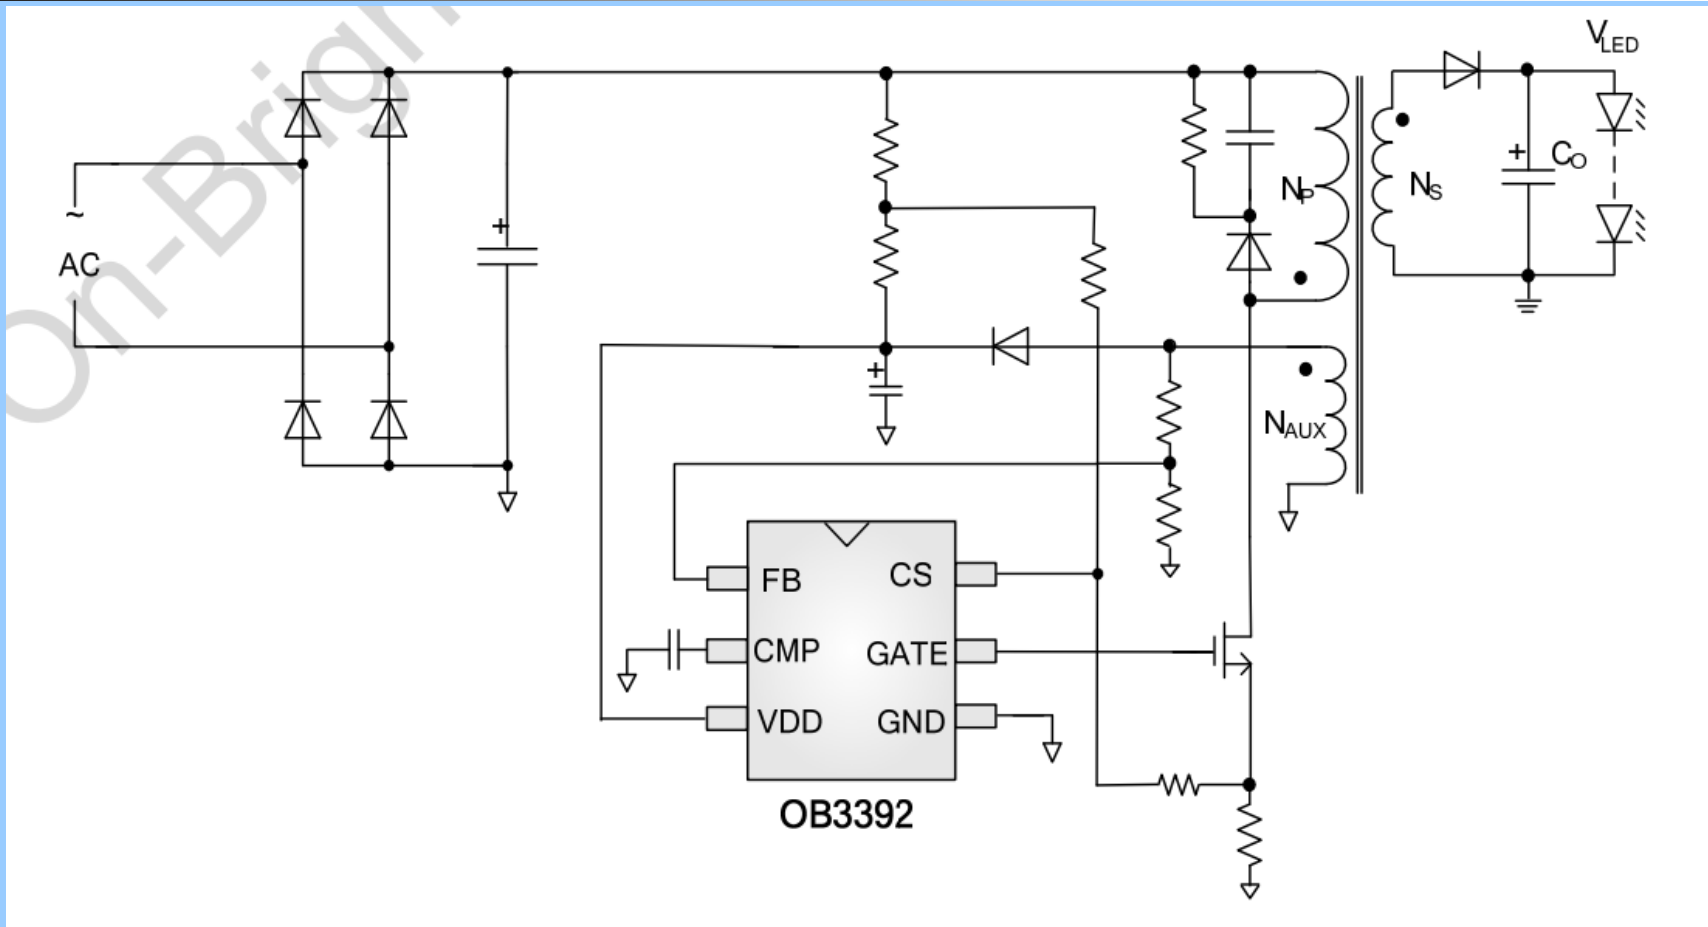 On-Brigh
V_LED
+
C_O
N_P
N_S
~
AC
+
+
N_AUX
FB
CS
CMP
GATE
VDD
GND
OB3392